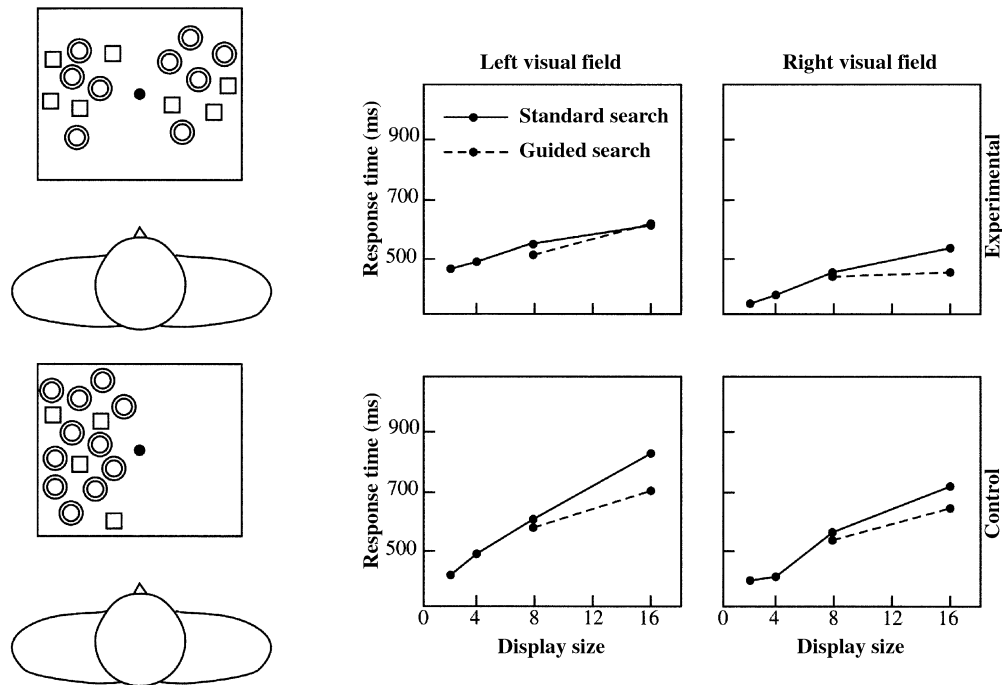 Left visual field
Right visual field
Response time (ms)
900
700
500
Standard search
Guided search
Experimental
Response time (ms)
900
700
500
0 4 8 12 16
Display size
0 4 8 12 16
Display size
Control